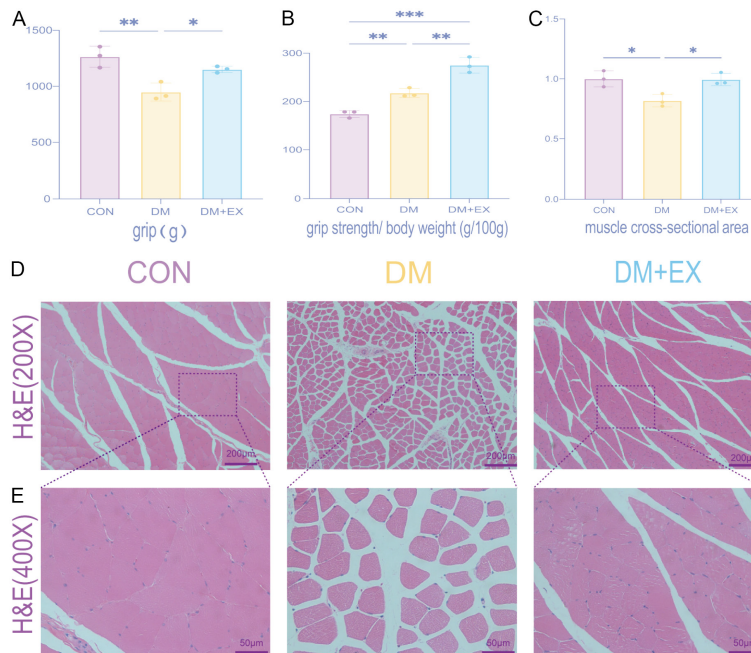 A
B
C
** *
***
** **
* *
1500
1000
500
0
CON DM DM+EX
grip(g)
300
200
100
0
CON DM DM+EX
grip strength/ body weight (g/100g)
1.5
1.0
0.5
0.0
CON DM DM+EX
muscle cross-sectional area
D
CON DM DM+EX
H&E(200X)
200μm 200μm 200μm
E
H&E(400X)
50μm 50μm 50μm